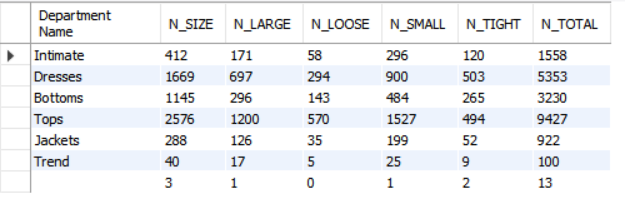 Department Name N_SIZE N_LARGE N_LOOSE N_SMALL N_TIGHT N_TOTAL
Intimate 412 171 58 296 120 1558
Dresses 1669 697 294 900 503 5353
Bottoms 1145 296 143 484 265 3230
Tops 2576 1200 570 1527 494 9427
Jackets 288 126 35 199 52 922
Trend 40 17 5 25 9 100
3 1 0 1 2 13